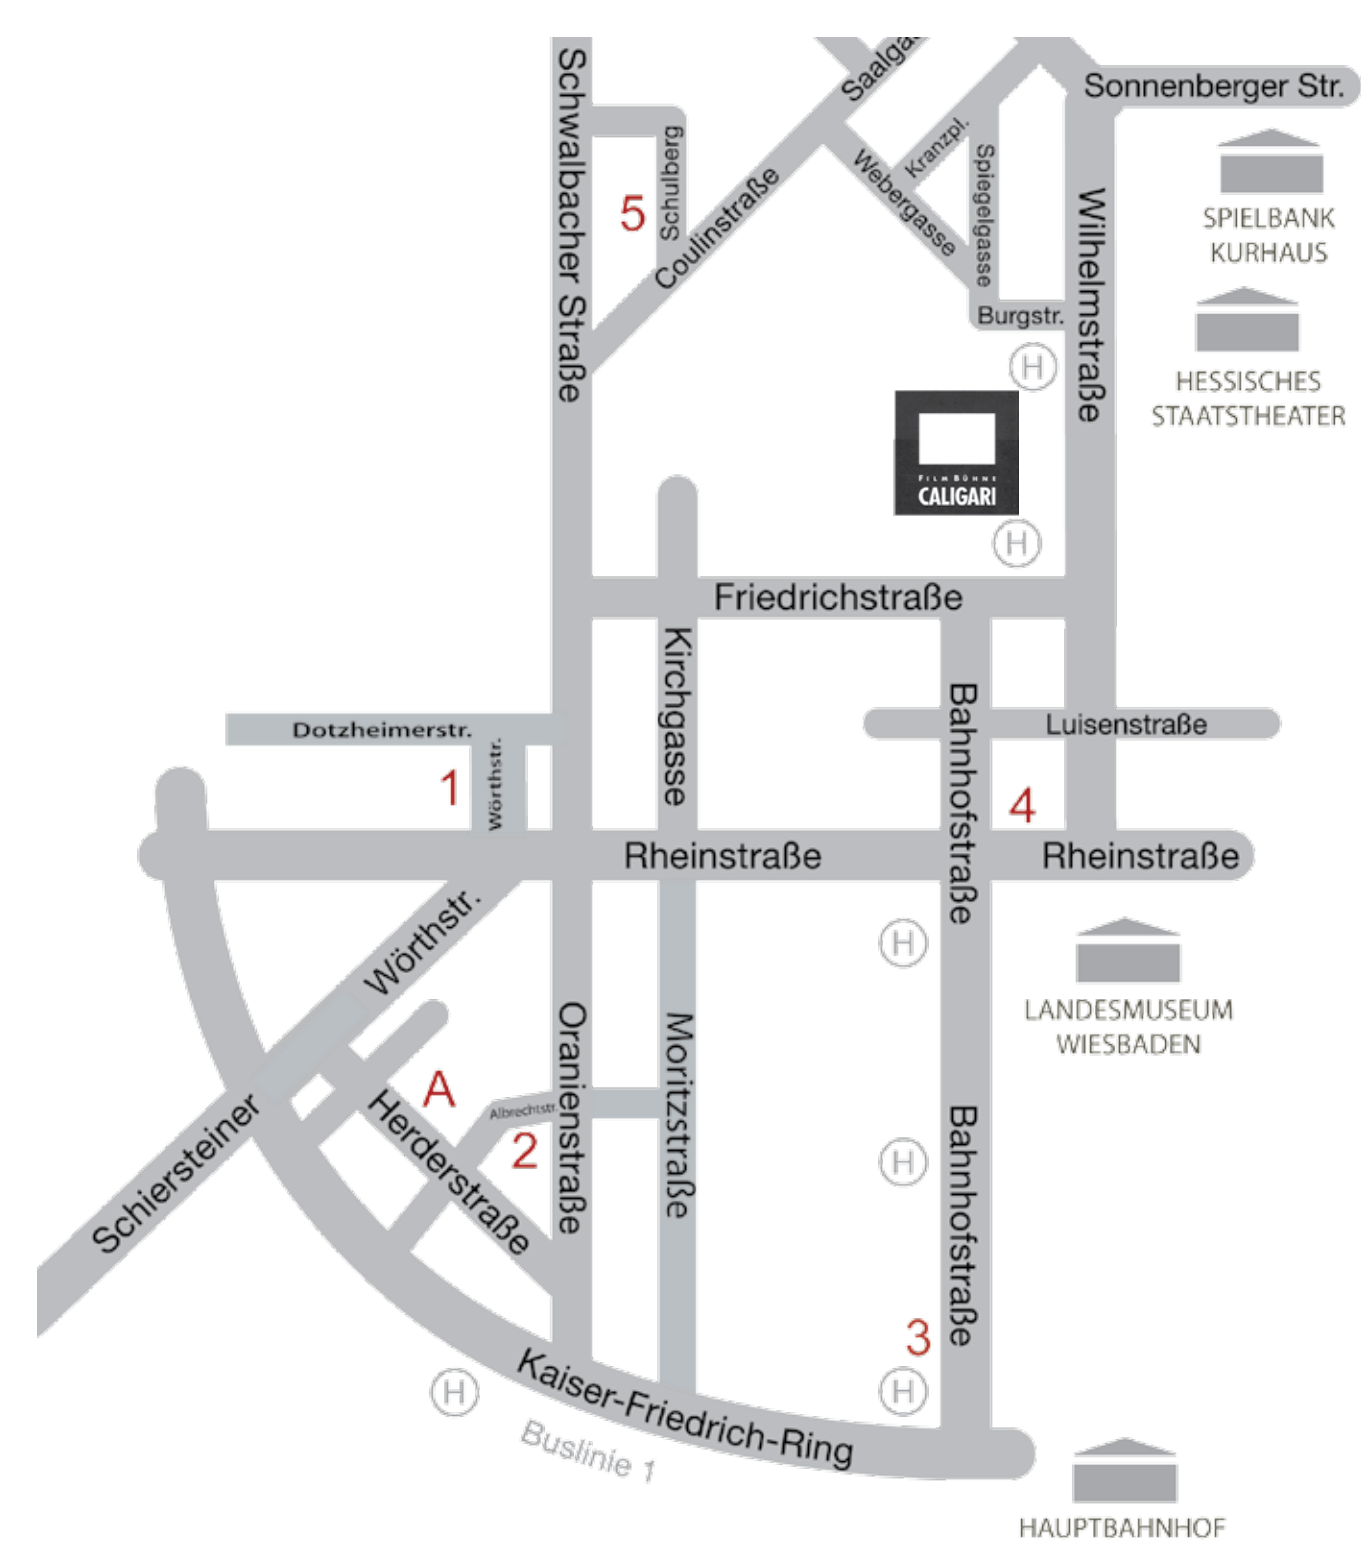 Schwalbacher Straße
Saalga
Sonnenberger Str.
Schulberg
5
Coulinstraße
Kranzpl.
Webergasse
Spiegelgasse
Burgstr.
Wilhelmstraße
SPIELBANK
KURHAUS
HESSISCHES
STAATSTHEATER
H
FILMBÜHNE
CALIGARI
H
Friedrichstraße
Kirchgasse
Bahnhofstraße
Luisenstraße
Dotzheimerstr.
Wörthstr.
1
4
Rheinstraße
Rheinstraße
Wörthstr.
H
LANDESMUSEUM
WIESBADEN
Oranienstraße
Moritzstraße
A
Albrechtstr.
2
Herderstraße
Schiersteiner
H
Bahnhofstraße
3
H
Kaiser-Friedrich-Ring
H
Buslinie 1
HAUPTBAHNHOF